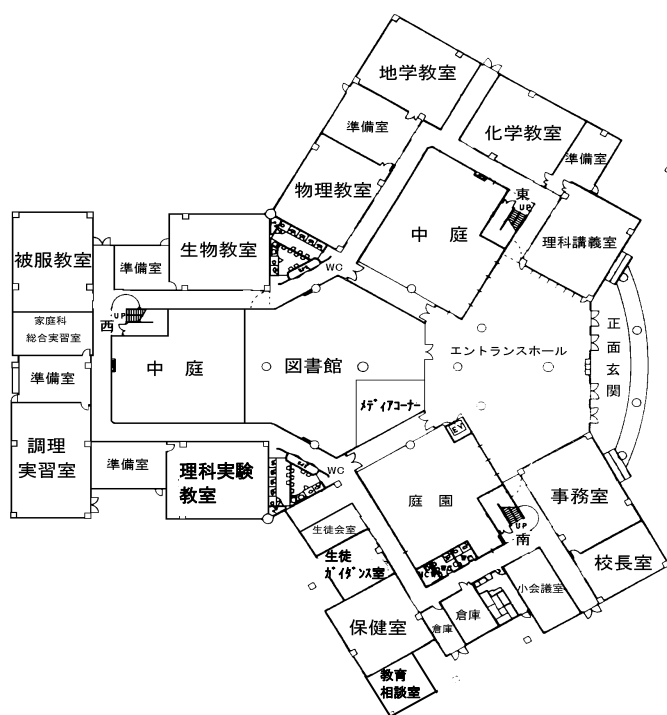 地学教室
準備室
化学教室
準備室
物理教室
東
UP
中庭
理科講義室
被服教室
準備室
生物教室
WC
家庭科
総合実習室
西
UP
準備室
中庭
図書館
エントランスホール
正面玄関
メディアコーナー
調理
実習室
準備室
理科実験
教室
WC
EV
庭園
事務室
生徒会室
UP
南
生徒
ガイダンス室
WC
校長室
小会議室
保健室
倉庫
倉庫
教育
相談室